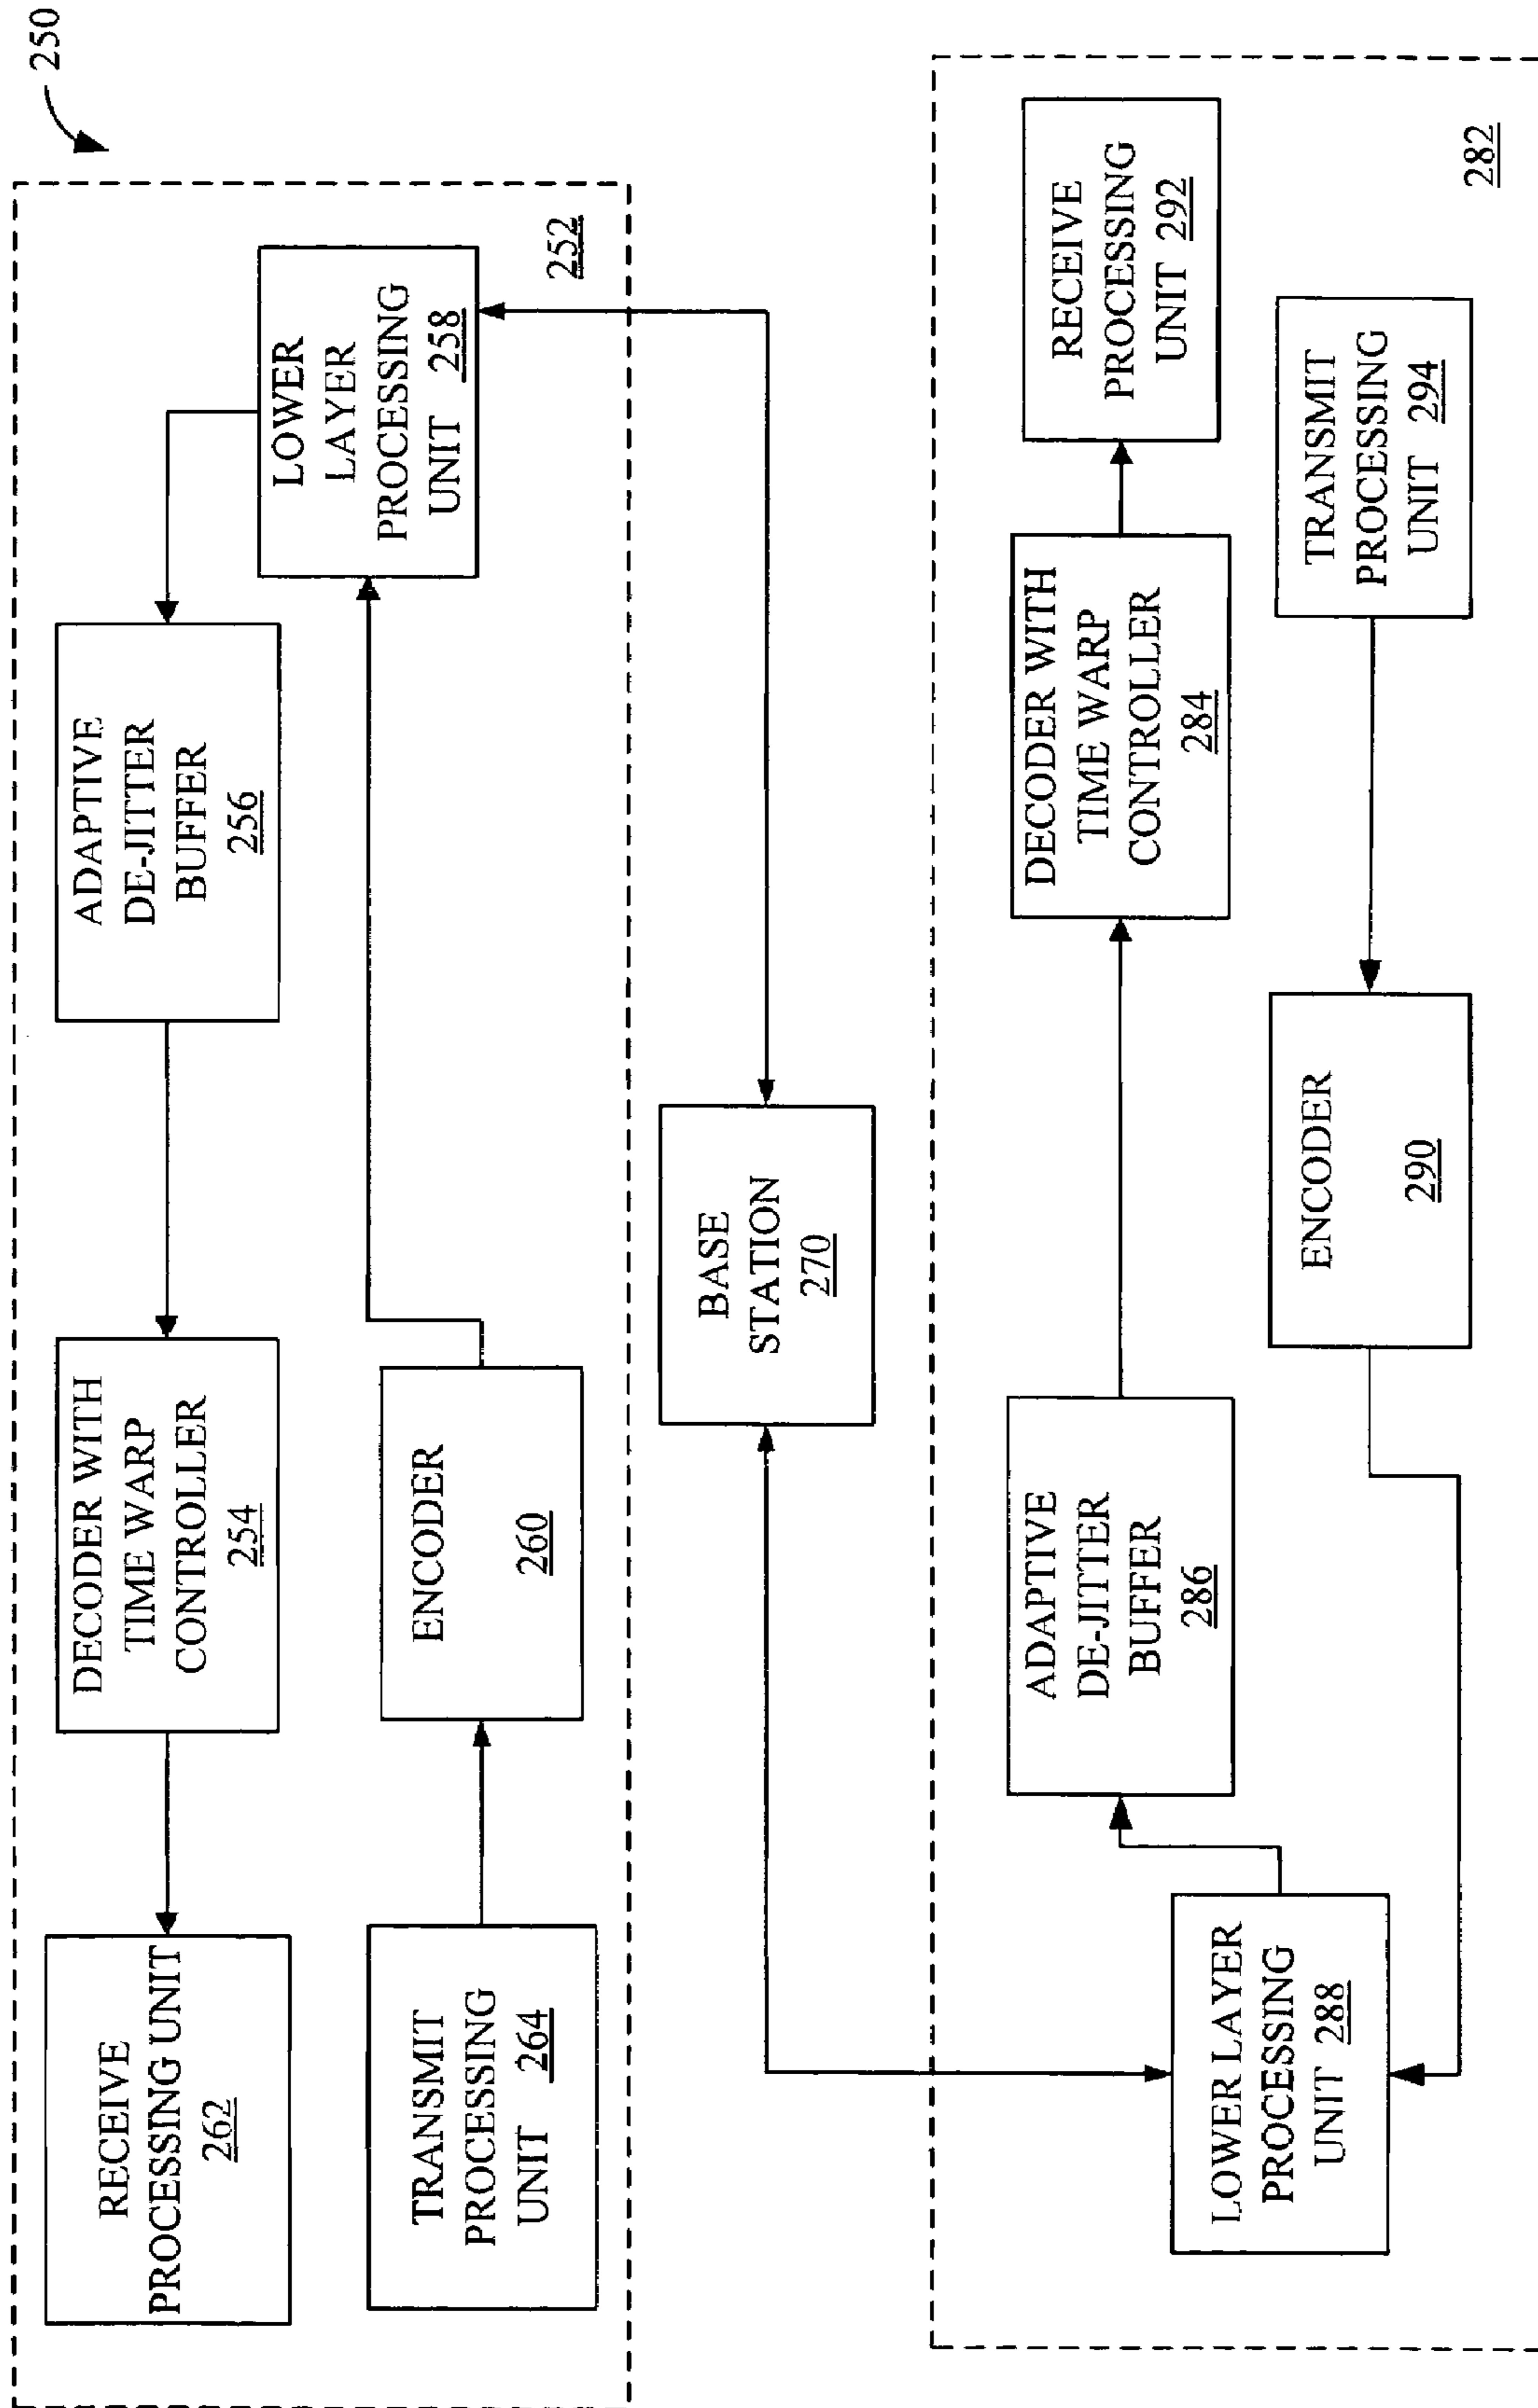 250
RECEIVE
PROCESSING UNIT
262
DECODER WITH
TIME WARP
CONTROLLER
254
ADAPTIVE
DE-JITTER
BUFFER
256
LOWER
LAYER
PROCESSING
UNIT 258
TRANSMIT
PROCESSING
UNIT 264
ENCODER
260
252
BASE
STATION
270
LOWER LAYER
PROCESSING
UNIT 288
ADAPTIVE
DE-JITTER
BUFFER
286
DECODER WITH
TIME WARP
CONTROLLER
284
RECEIVE
PROCESSING
UNIT 292
ENCODER
290
TRANSMIT
PROCESSING
UNIT 294
282